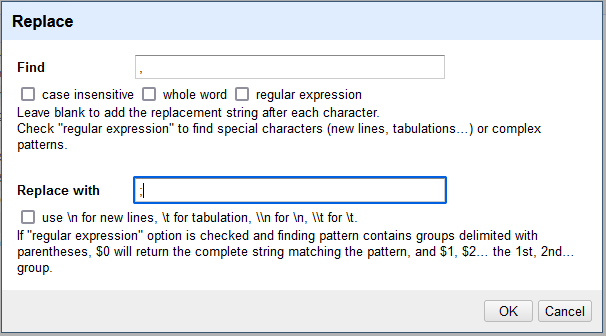 Replace
Find
,
case insensitive whole word regular expression
Leave blank to add the replacement string after each character.
Check "regular expression" to find special characters (new lines, tabulations...) or complex
patterns.
Replace with
;
use \n for new lines, \t for tabulation, \\n for \n, \\t for \t.
If "regular expression" option is checked and finding pattern contains groups delimited with
parentheses, $0 will return the complete string matching the pattern, and $1, $2... the 1st, 2nd...
group.
OK Cancel